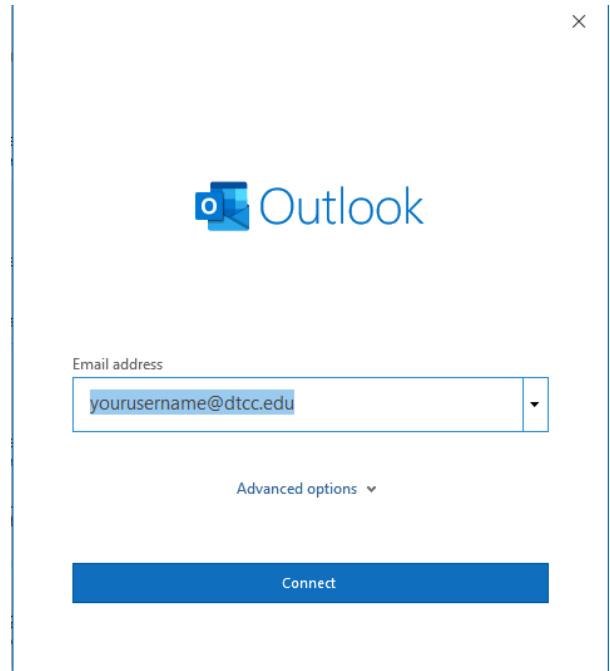 Outlook
Email address
yourusername@dtcc.edu
Advanced options
Connect